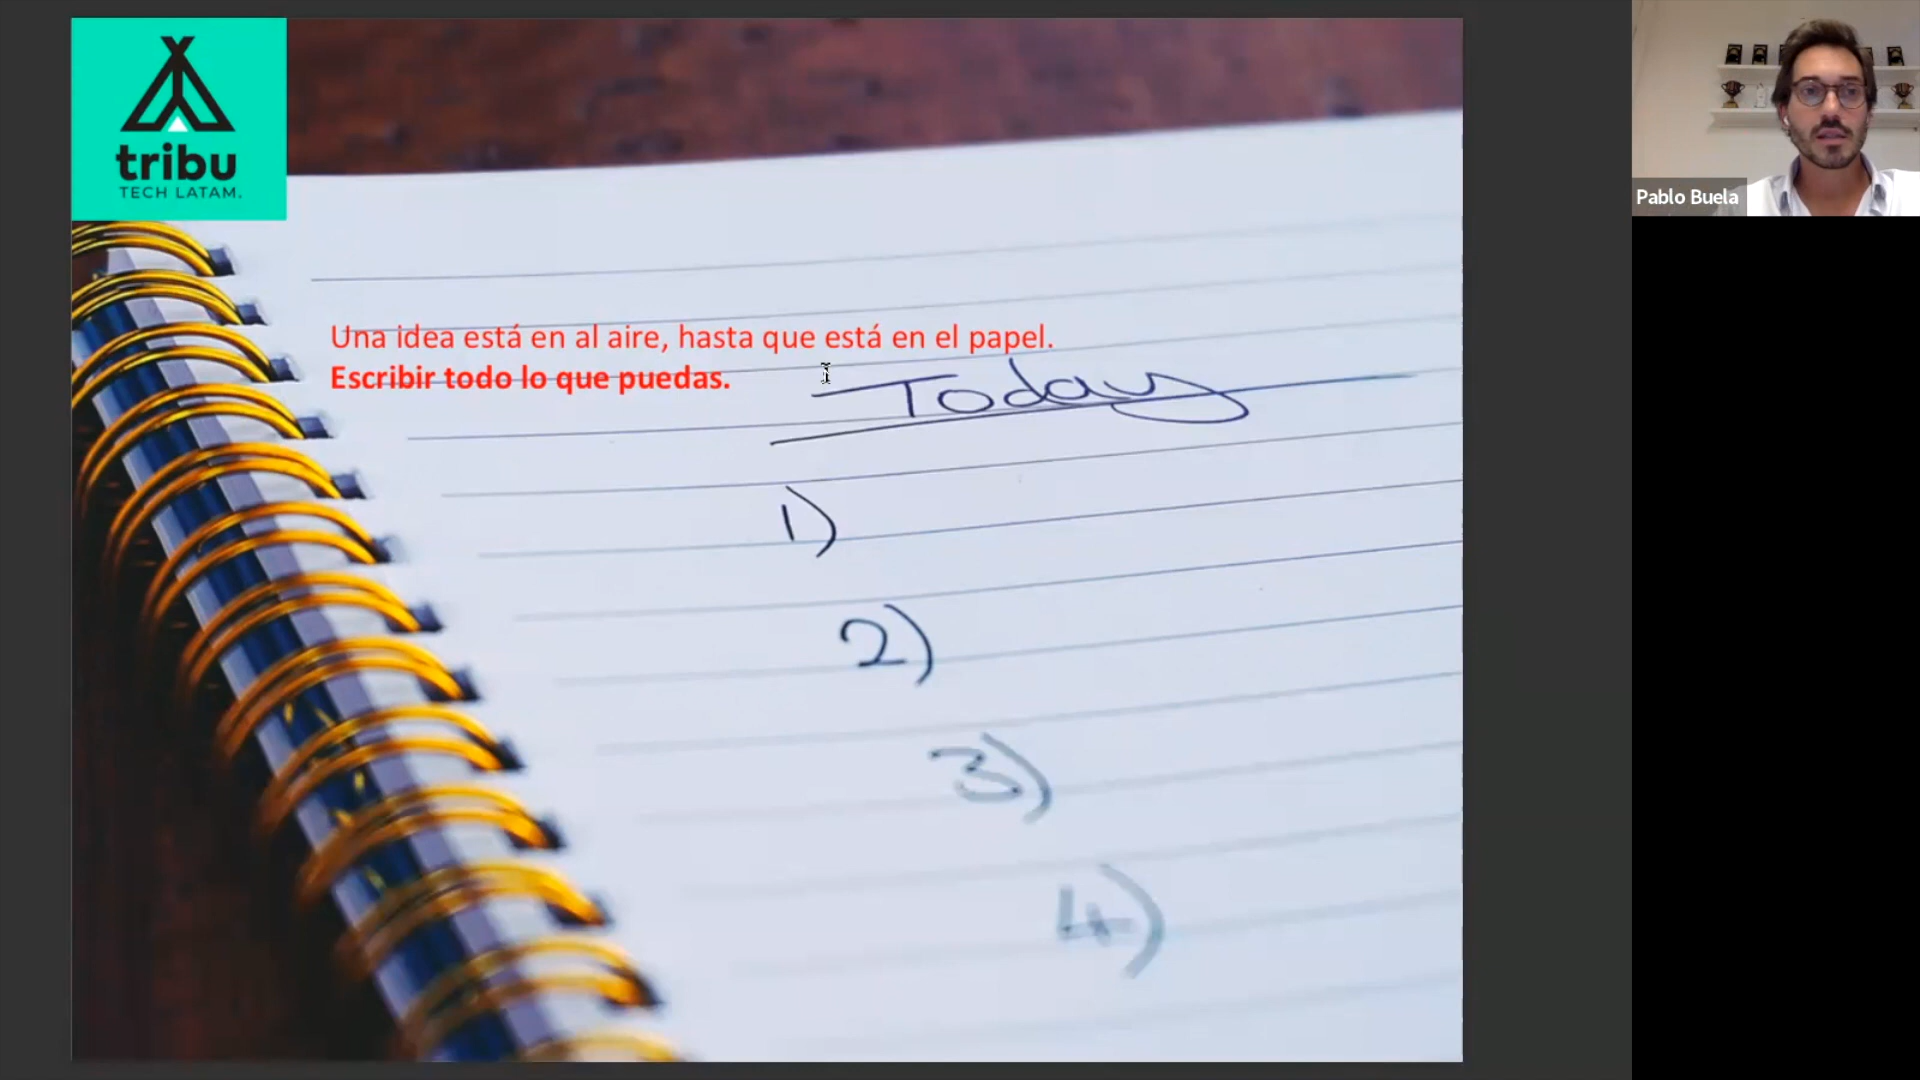 tribu
TECH LATAM.
Una idea está en al aire, hasta que está en el papel.
Escribir todo lo que puedas.
Today
1)
2)
3)
4)
Pablo Buela